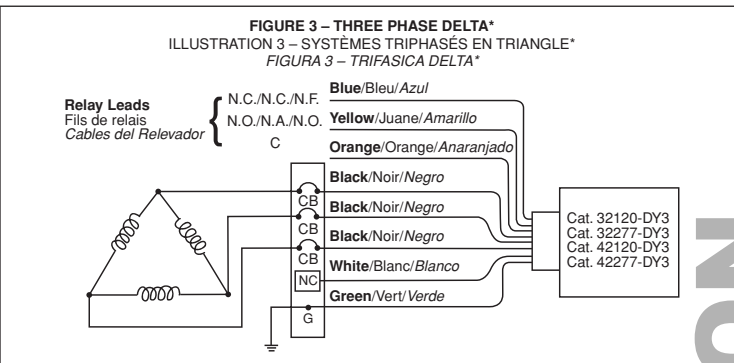 FIGURE 3 – THREE PHASE DELTA*
ILLUSTRATION 3 – SYSTÈMES TRIPHASÉS EN TRIANGLE*
FIGURA 3 – TRIFASICA DELTA*
Relay Leads
Fils de relais
Cables del Relevador
N.C./N.C./N.F.
N.O./N.A./N.O.
C
Blue/Bleu/Azul
Yellow/Juane/Amarillo
Orange/Orange/Anaranjado
Black/Noir/Negro
CB
Black/Noir/Negro
CB
Black/Noir/Negro
CB
White/Blanc/Blanco
NC
Green/Vert/Verde
G
Cat. 32120-DY3
Cat. 32277-DY3
Cat. 42120-DY3
Cat. 42277-DY3
ON